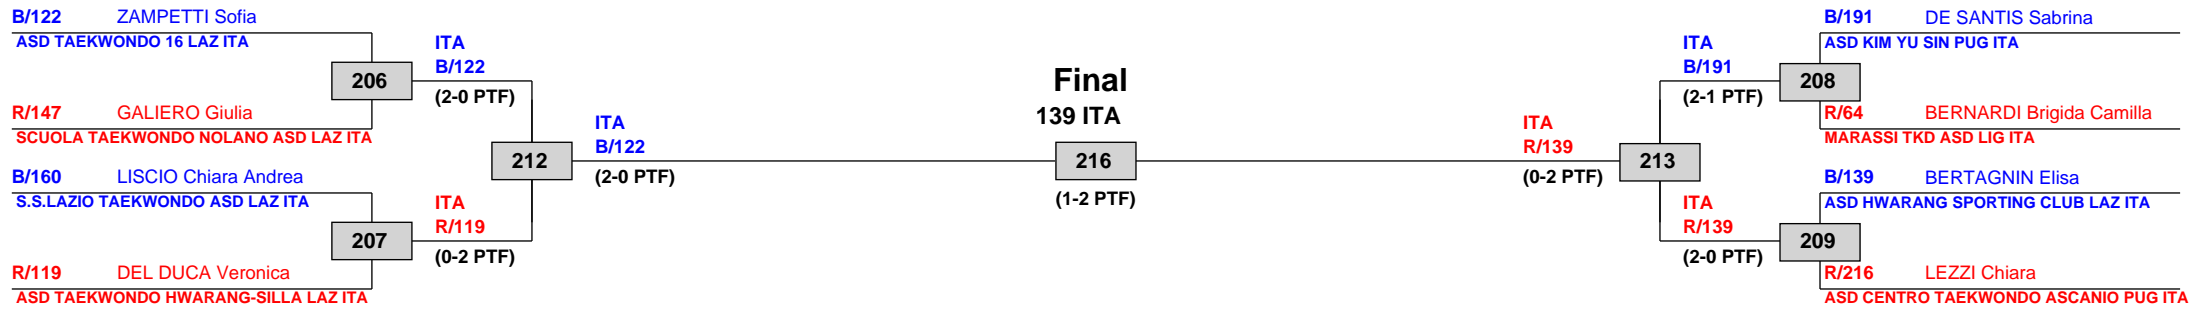 B/122 ZAMPETTI Sofia
ASD TAEKWONDO 16 LAZ ITA
206
R/147 GALIERO Giulia
SCUOLA TAEKWONDO NOLANO ASD LAZ ITA
B/160 LISCIO Chiara Andrea
S.S.LAZIO TAEKWONDO ASD LAZ ITA
207
R/119 DEL DUCA Veronica
ASD TAEKWONDO HWARANG-SILLA LAZ ITA
ITA
B/122
(2-0 PTF)
212
ITA
R/119
(0-2 PTF)
ITA
B/122
(2-0 PTF)
Final
139 ITA
216
(1-2 PTF)
ITA
R/139
(0-2 PTF)
213
ITA
B/191
(2-1 PTF)
ITA
R/139
(2-0 PTF)
B/191 DE SANTIS Sabrina
ASD KIM YU SIN PUG ITA
208
R/64 BERNARDI Brigida Camilla
MARASSI TKD ASD LIG ITA
B/139 BERTAGNIN Elisa
ASD HWARANG SPORTING CLUB LAZ ITA
209
R/216 LEZZI Chiara
ASD CENTRO TAEKWONDO ASCANIO PUG ITA